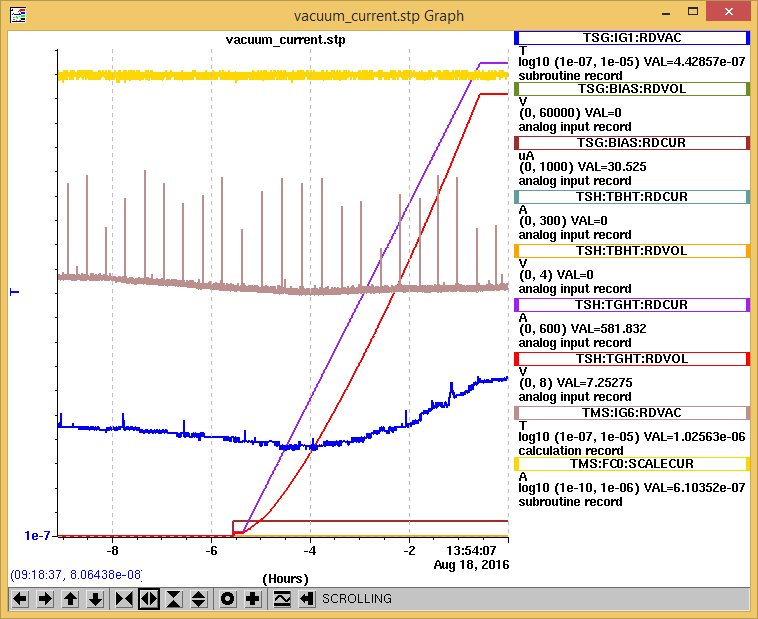 vacuum_current.stp Graph
vacuum_current.stp
TSG:IG1:RDVAC
T
log10 (1e-07, 1e-05) VAL=4.42857e-07
subroutine record
TSG:BIAS:RDVOL
V
(0, 60000) VAL=0
analog input record
TSG:BIAS:RDCUR
uA
(0, 1000) VAL=30.525
analog input record
TSH:TBHT:RDCUR
A
(0, 300) VAL=0
analog input record
TSH:TBHT:RDVOL
V
(0, 4) VAL=0
analog input record
TSH:TGHT:RDCUR
A
(0, 600) VAL=581.832
analog input record
TSH:TGHT:RDVOL
V
(0, 8) VAL=7.25275
analog input record
TMS:IG6:RDVAC
T
log10 (1e-07, 1e-05) VAL=1.02563e-06
calculation record
TMS:FC0:SCALECUR
A
log10 (1e-10, 1e-06) VAL=6.10352e-07
subroutine record
T
1e-7
-8 -6 -4 -2 13:54:07
Aug 18, 2016
(09:18:37, 8.06438e-08)
(Hours)
SCROLLING